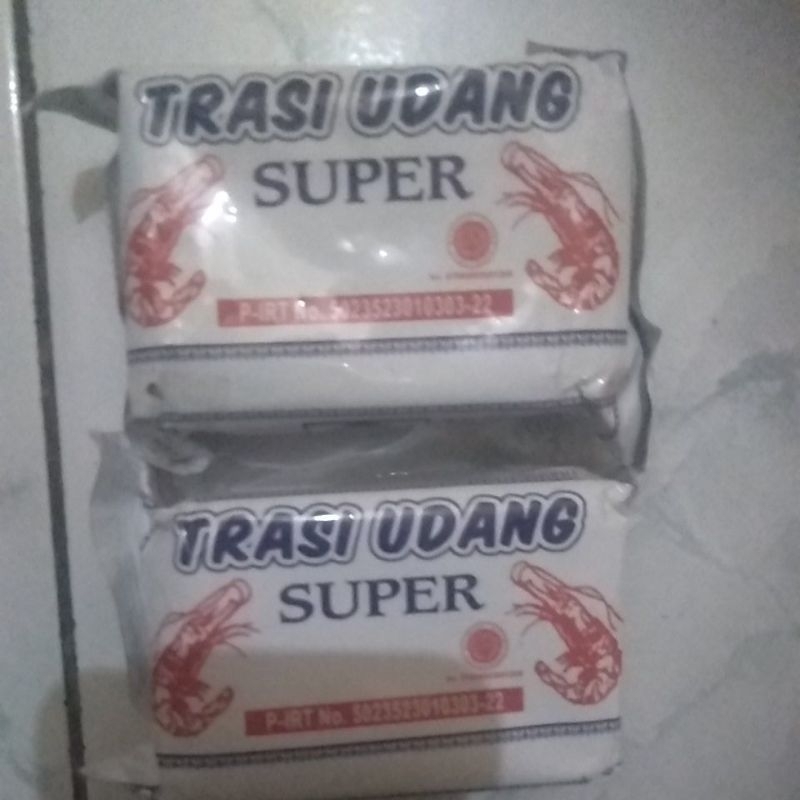 TRASI UDANG
SUPER
P-IRT No. 5023523010303-22
TRASI UDANG
SUPER
P-IRT No. 5023523010303-22